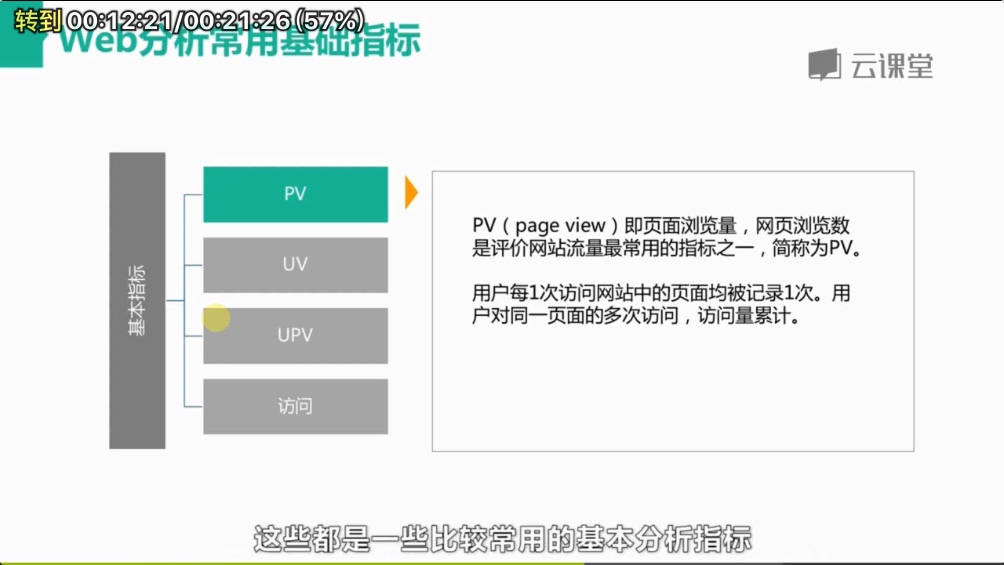 转到 00:12:21/00:21:26 (57%)
Web分析常用基础指标
云课堂
基本指标
PV
UV
UPV
访问
PV（page view）即页面浏览量，网页浏览数
是评价网站流量最常用的指标之一，简称为PV。
用户每1次访问网站中的页面均被记录1次。用
户对同一页面的多次访问，访问量累计。
这些都是一些比较常用的基本分析指标